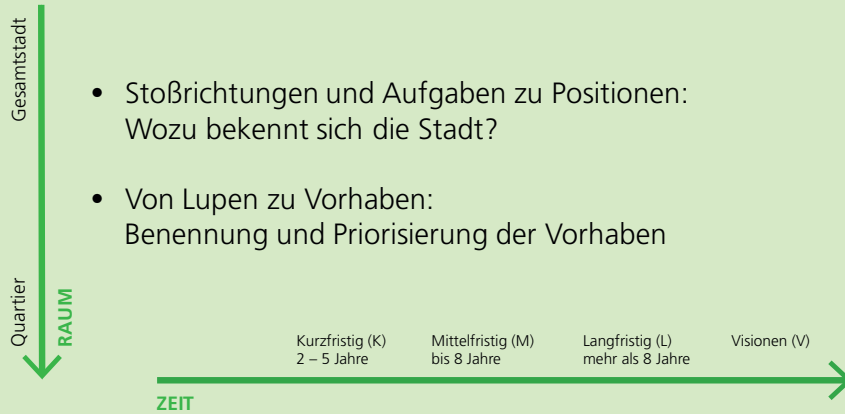 Gesamtstadt
• Stoßrichtungen und Aufgaben zu Positionen:
Wozu bekennt sich die Stadt?
• Von Lupen zu Vorhaben:
Benennung und Priorisierung der Vorhaben
Quartier
RAUM
Kurzfristig (K)
2 – 5 Jahre
Mittelfristig (M)
bis 8 Jahre
Langfristig (L)
mehr als 8 Jahre
Visionen (V)
ZEIT